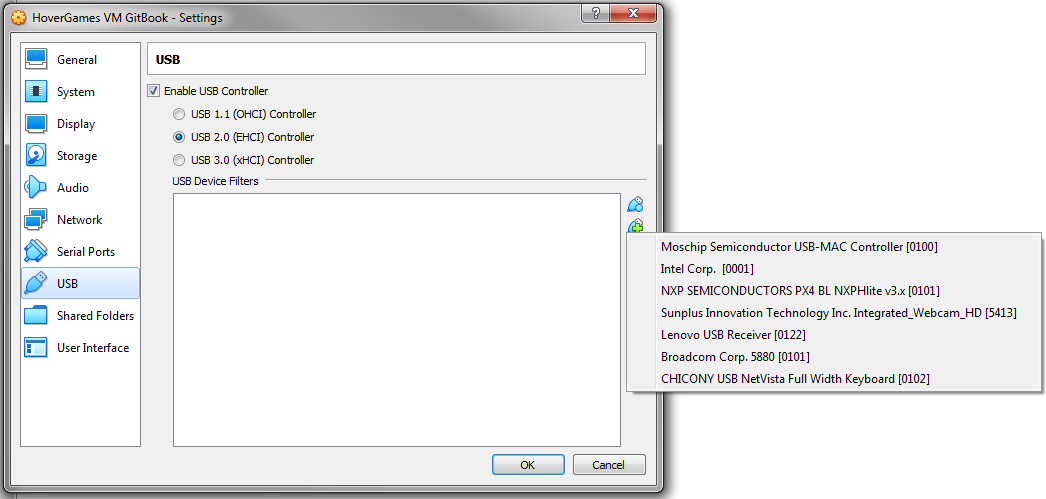 HoverGames VM GitBook - Settings
?
General
System
Display
Storage
Audio
Network
Serial Ports
USB
Shared Folders
User Interface
USB
Enable USB Controller
USB 1.1 (OHCI) Controller
USB 2.0 (EHCI) Controller
USB 3.0 (xHCI) Controller
USB Device Filters
Moschip Semiconductor USB-MAC Controller [0100]
Intel Corp.  [0001]
NXP SEMICONDUCTORS PX4 BL NXPHlite v3.x [0101]
Sunplus Innovation Technology Inc. Integrated_Webcam_HD [5413]
Lenovo USB Receiver [0122]
Broadcom Corp. 5880 [0101]
CHICONY USB NetVista Full Width Keyboard [0102]
OK
Cancel